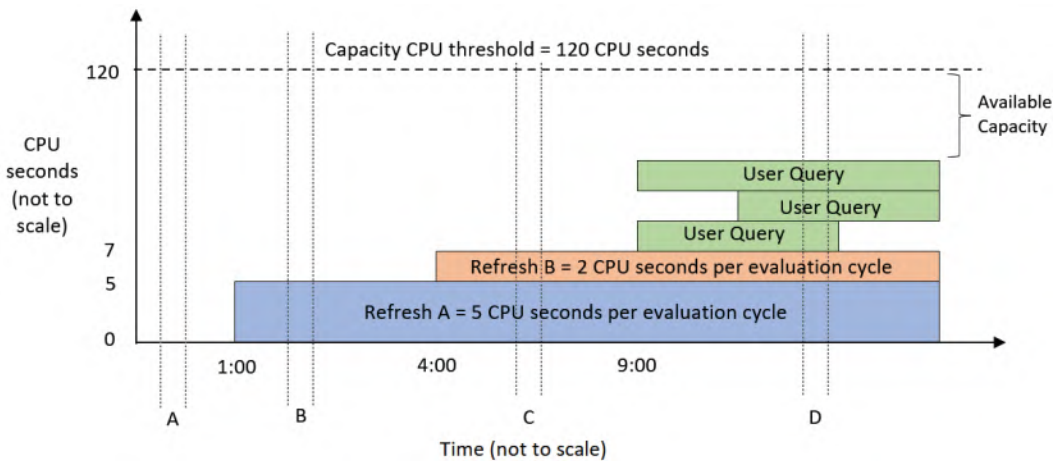 Capacity CPU threshold = 120 CPU seconds
120
Available
Capacity
CPU
seconds
(not to
scale)
User Query
User Query
User Query
7
Refresh B = 2 CPU seconds per evaluation cycle
5
Refresh A = 5 CPU seconds per evaluation cycle
0
1:00
4:00
9:00
A
B
C
D
Time (not to scale)